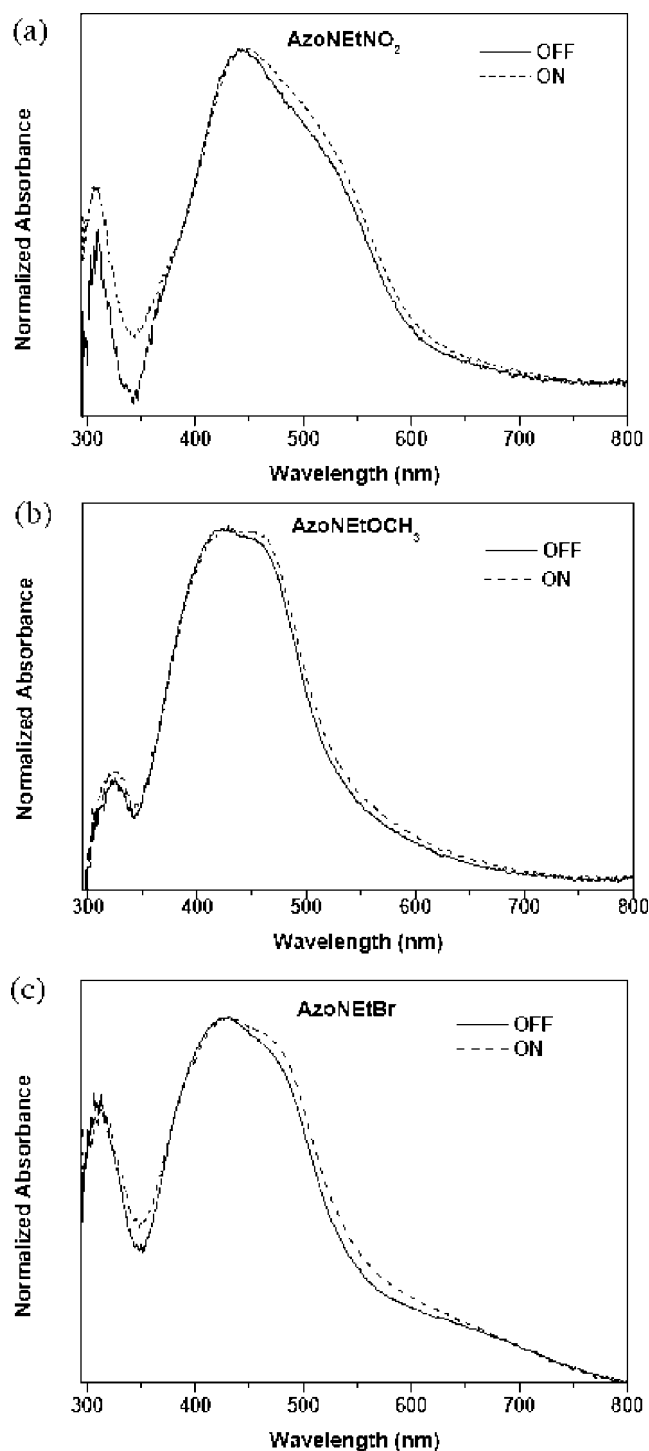 (a)
AzoNEtNO₂
OFF
ON
Normalized Absorbance
300 400 500 600 700 800
Wavelength (nm)
(b)
AzoNEtOCH₃
OFF
ON
Normalized Absorbance
300 400 500 600 700 800
Wavelength (nm)
(c)
AzoNEtBr
OFF
ON
Normalized Absorbance
300 400 500 600 700 800
Wavelength (nm)